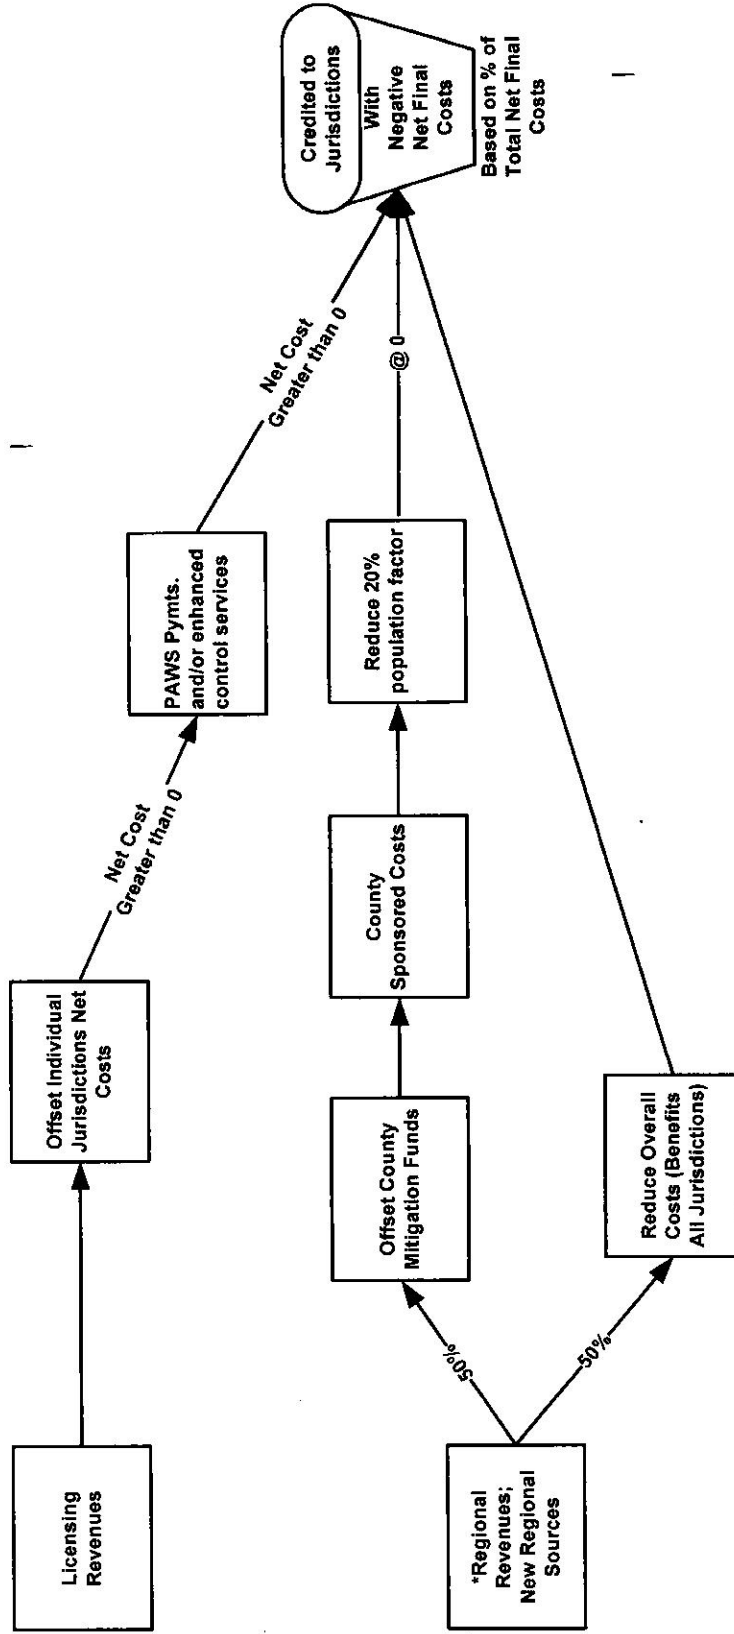 Licensing
Revenues
Offset Individual
Jurisdictions Net
Costs
Net Cost
Greater than 0
PAWS Pymts.
and/or enhanced
control services
Net Cost
Greater than 0
*Regional
Revenues;
New Regional
Sources
50%
50%
Offset County
Mitigation Funds
County
Sponsored Costs
Reduce 20%
population factor
@ 0
Reduce Overall
Costs (Benefits
All Jurisdictions)
Credited to
Jurisdictions
With
Negative
Net Final
Costs
Based on % of
Total Net Final
Costs